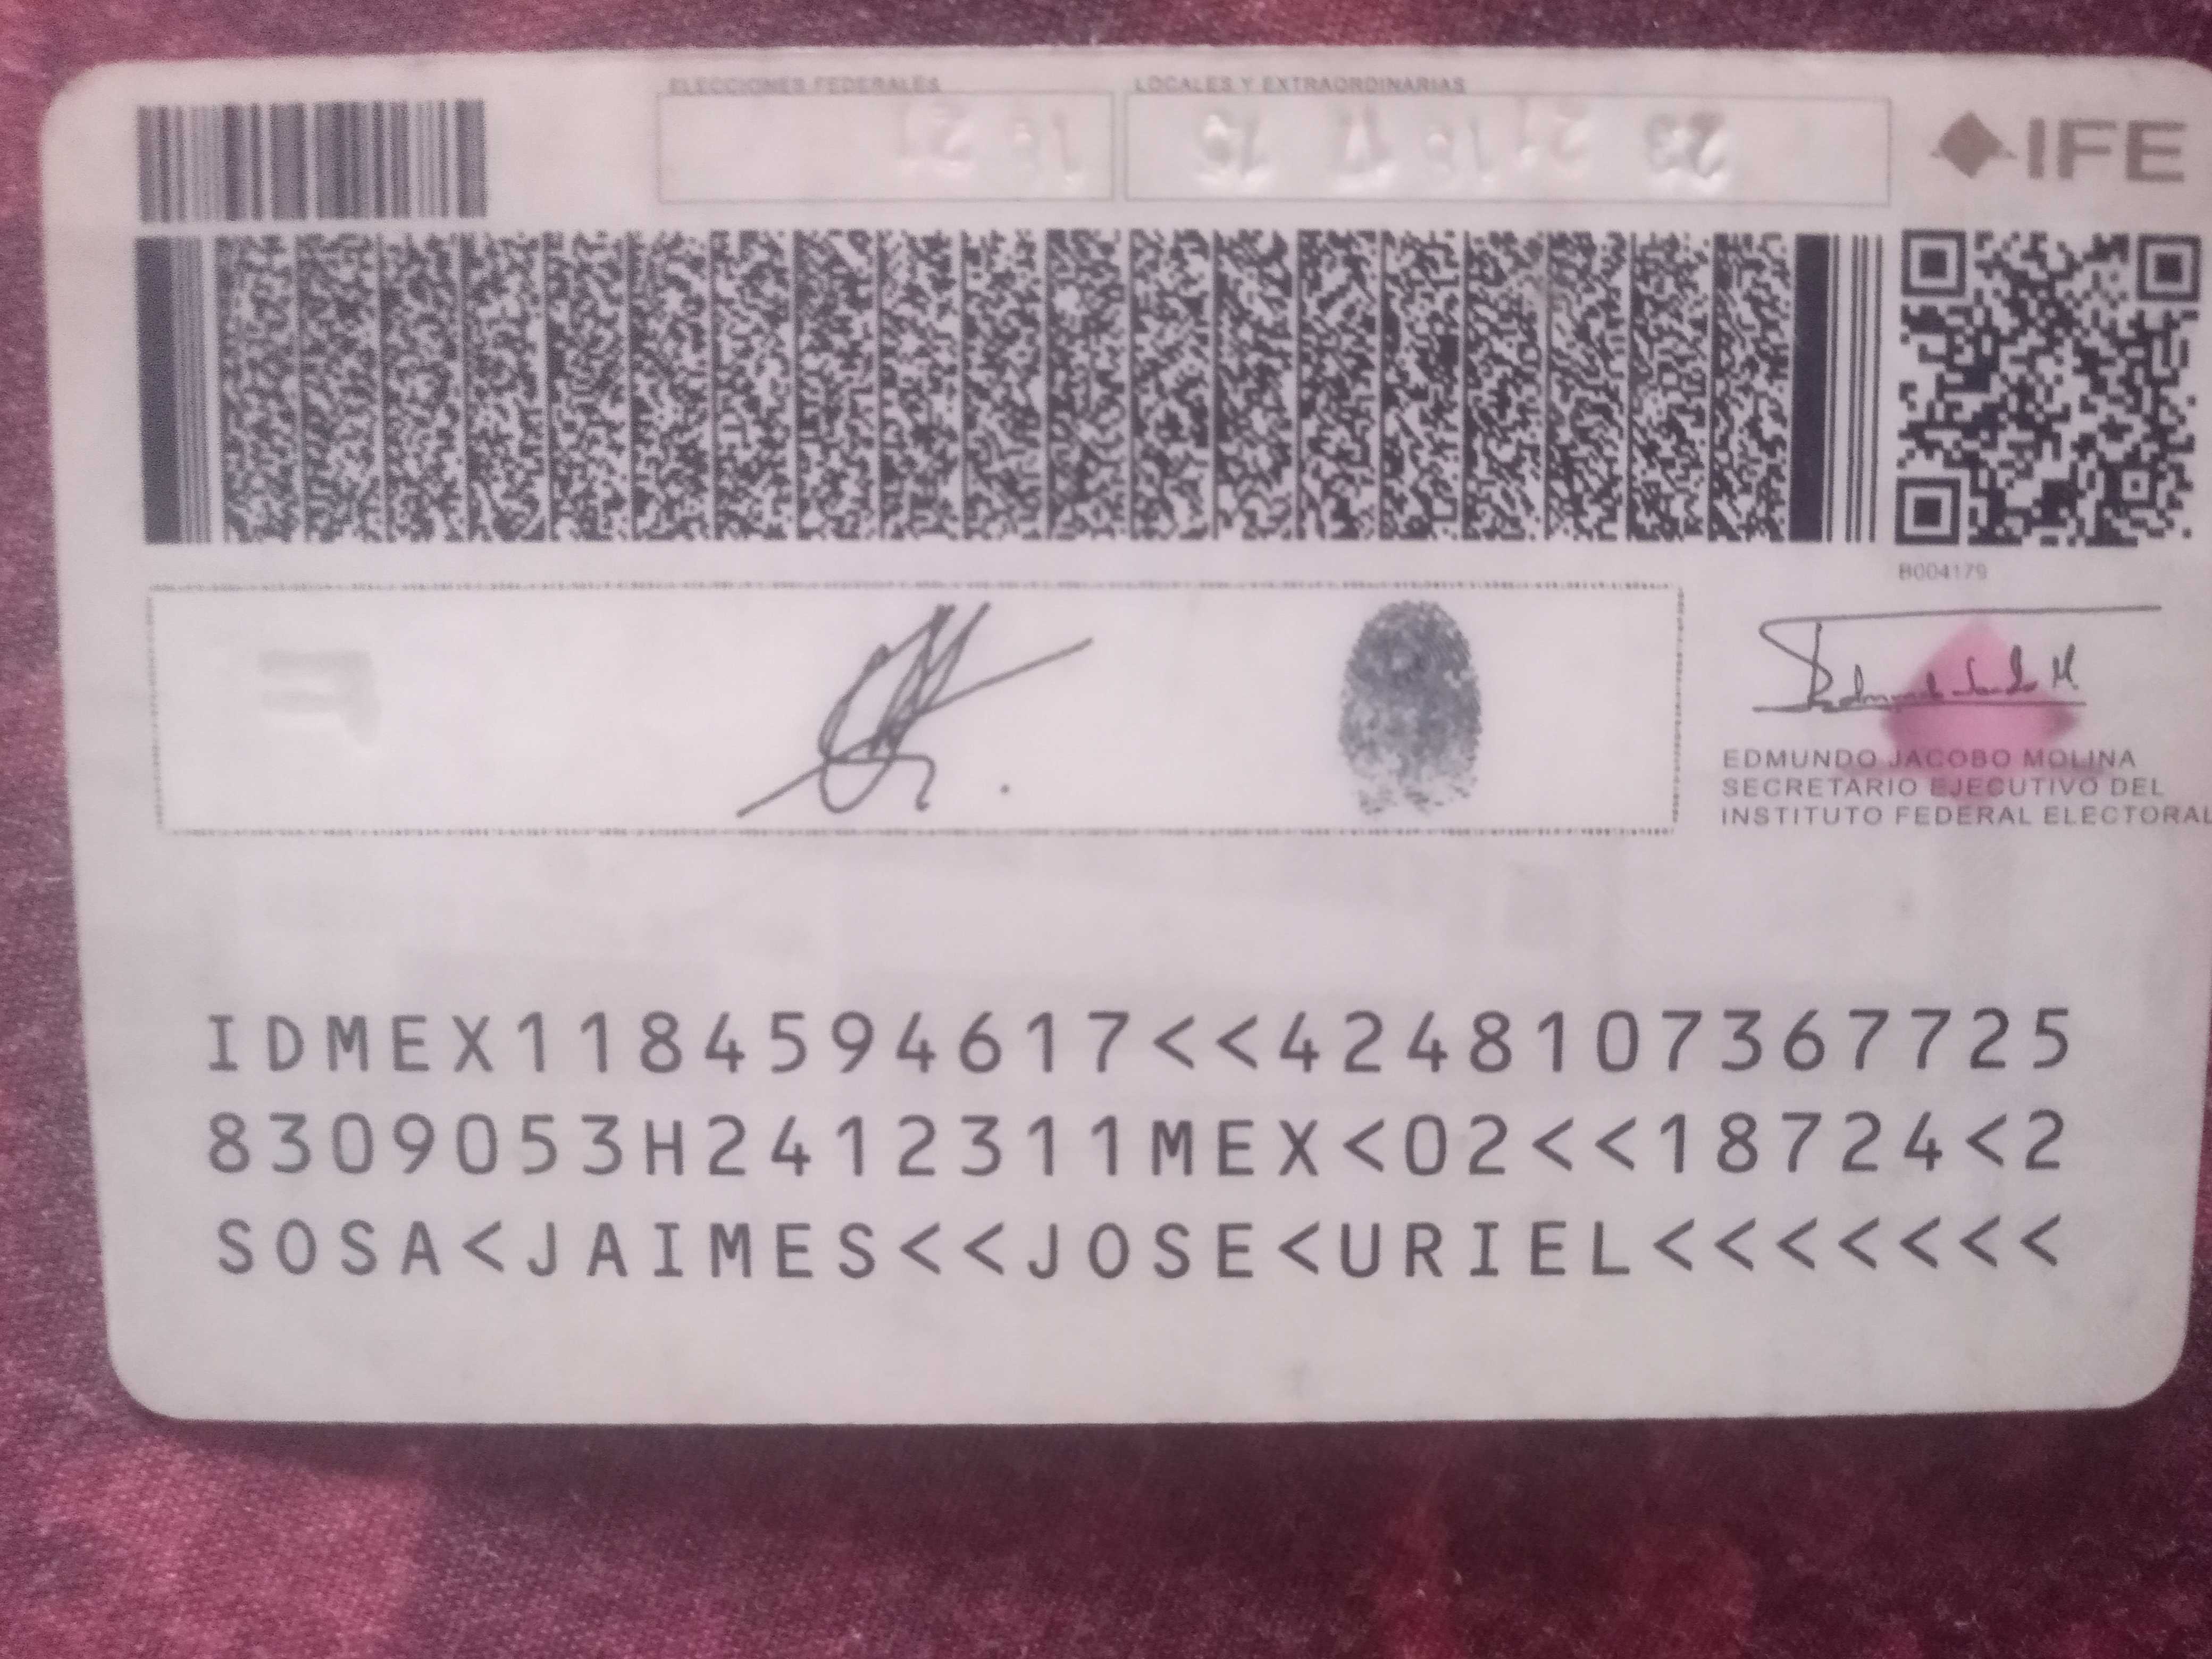 ELECCIONES FEDERALES LOCALES Y EXTRAORDINARIAS
IFE
B004179
EDMUNDO JACOBO MOLINA
SECRETARIO EJECUTIVO DEL
INSTITUTO FEDERAL ELECTORAL
IDMEX1184594617<<4248107367725
8309053H2412311MEX<02<<18724<2
SOSA<JAIMES<<JOSE<URIEL<<<<<<<